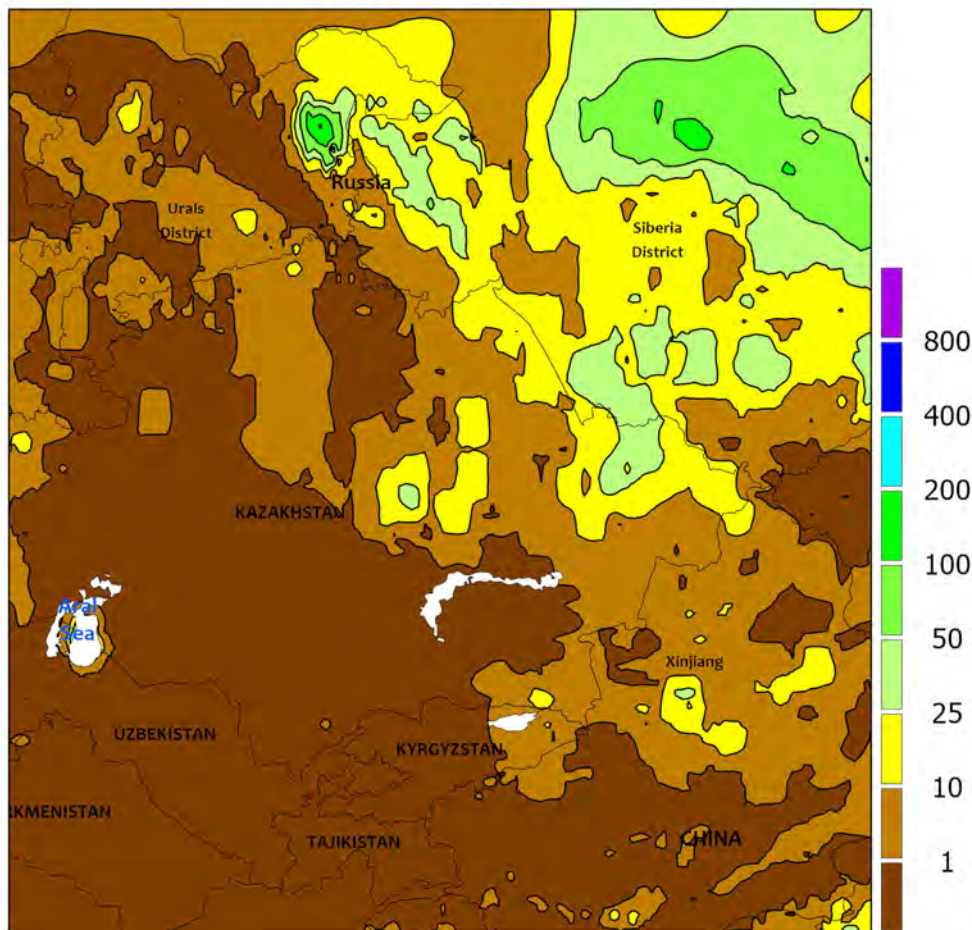 Russia
Urals
District
Siberia
District
800
400
KAZAKHSTAN
200
100
Aral
Sea
50
Xinjiang
25
UZBEKISTAN
KYRGYZSTAN
10
RKMENISTAN
TAJIKISTAN
CHINA
1